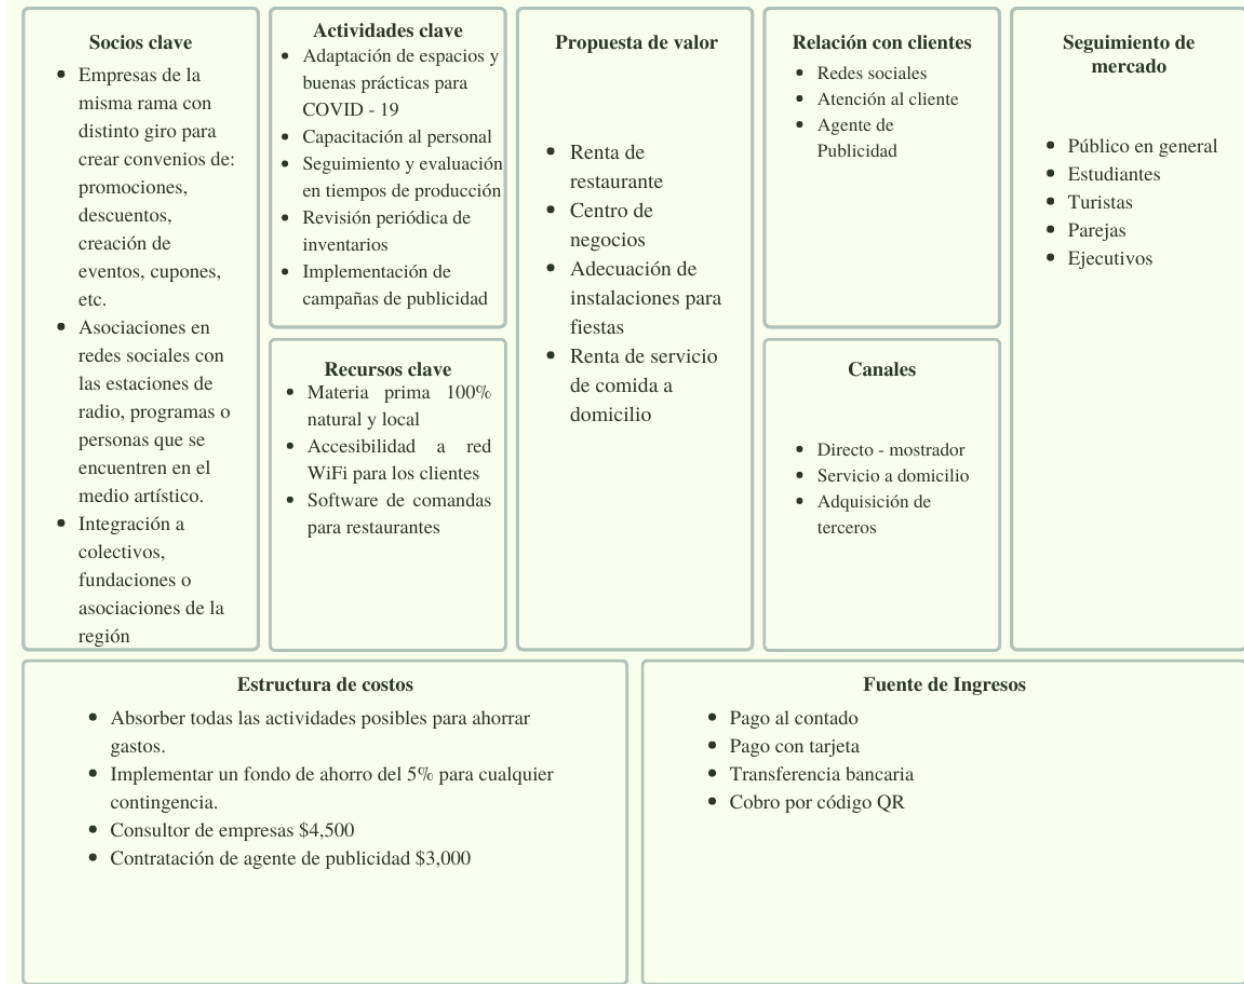 Socios clave
Empresas de la
misma rama con
distinto giro para
crear convenios de:
promociones,
descuentos,
creación de
eventos, cupones,
etc.
Asociaciones en
redes sociales con
las estaciones de
radio, programas o
personas que se
encuentren en el
medio artístico.
Integración a
colectivos,
fundaciones o
asociaciones de la
región
Actividades clave
Adaptación de espacios y
buenas prácticas para
COVID - 19
Capacitación al personal
Seguimiento y evaluación
en tiempos de producción
Revisión periódica de
inventarios
Implementación de
campañas de publicidad
Recursos clave
Materia prima 100%
natural y local
Accesibilidad a red
WiFi para los clientes
Software de comandas
para restaurantes
Propuesta de valor
Renta de
restaurante
Centro de
negocios
Adecuación de
instalaciones para
fiestas
Renta de servicio
de comida a
domicilio
Relación con clientes
Redes sociales
Atención al cliente
Agente de
Publicidad
Canales
Directo - mostrador
Servicio a domicilio
Adquisición de
terceros
Seguimiento de
mercado
Público en general
Estudiantes
Turistas
Parejas
Ejecutivos
Estructura de costos
Absorber todas las actividades posibles para ahorrar
gastos.
Implementar un fondo de ahorro del 5% para cualquier
contingencia.
Consultor de empresas $4,500
Contratación de agente de publicidad $3,000
Fuente de Ingresos
Pago al contado
Pago con tarjeta
Transferencia bancaria
Cobro por código QR